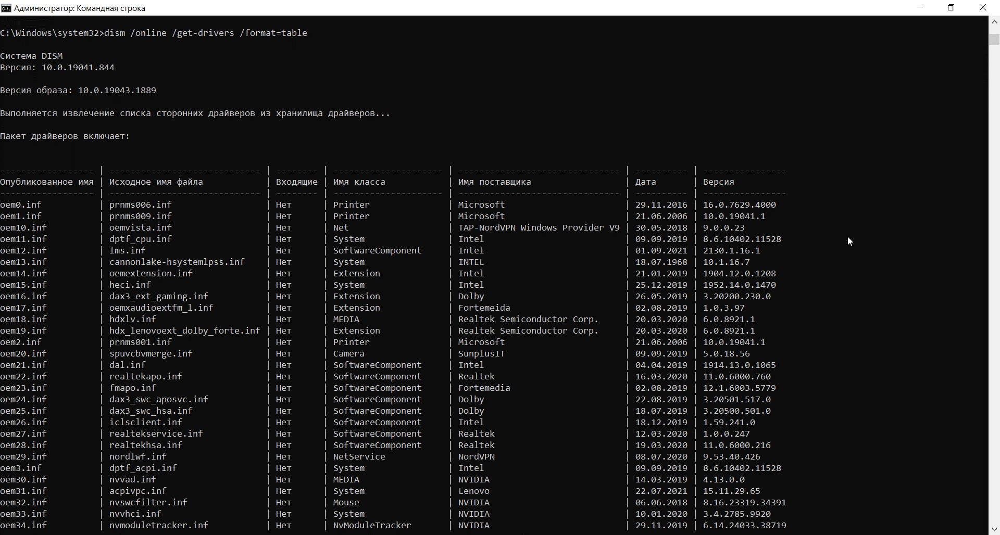 Администратор: Командная строка
C:\Windows\system32>dism /online /get-drivers /format=table
Cистема DISM
Версия: 10.0.19041.844
Версия образа: 10.0.19043.1889
Выполняется извлечение списка сторонних драйверов из хранилища драйверов...
Пакет драйверов включает:
------------------ | ----------------------------- | -------- | --------------------- | ------------------------------- | ---------- | ----------------
Опубликованное имя | Исходное имя файла | Входящие | Имя класса | Имя поставщика | Дата | Версия
------------------ | ----------------------------- | -------- | --------------------- | ------------------------------- | ---------- | ----------------
oem0.inf | prnms006.inf | Нет | Printer | Microsoft | 29.11.2016 | 16.0.7629.4000
oem1.inf | prnms009.inf | Нет | Printer | Microsoft | 21.06.2006 | 10.0.19041.1
oem10.inf | oemvista.inf | Нет | Net | TAP-NordVPN Windows Provider V9 | 30.05.2018 | 9.0.0.23
oem11.inf | dptf_cpu.inf | Нет | System | Intel | 09.09.2019 | 8.6.10402.11528
oem12.inf | lms.inf | Нет | SoftwareComponent | Intel | 01.09.2021 | 2130.1.16.1
oem13.inf | cannonlake-hsystemlpss.inf | Нет | System | INTEL | 18.07.1968 | 10.1.16.7
oem14.inf | oemextension.inf | Нет | Extension | Intel | 21.01.2019 | 1904.12.0.1208
oem15.inf | heci.inf | Нет | System | Intel | 25.12.2019 | 1952.14.0.1470
oem16.inf | dax3_ext_gaming.inf | Нет | Extension | Dolby | 26.05.2019 | 3.20200.230.0
oem17.inf | oemxaudioextfm_l.inf | Нет | Extension | Fortemeida | 02.08.2019 | 1.0.3.97
oem18.inf | hdxlv.inf | Нет | MEDIA | Realtek Semiconductor Corp. | 20.03.2020 | 6.0.8921.1
oem19.inf | hdx_lenovoext_dolby_forte.inf | Нет | Extension | Realtek Semiconductor Corp. | 20.03.2020 | 6.0.8921.1
oem2.inf | prnms001.inf | Нет | Printer | Microsoft | 21.06.2006 | 10.0.19041.1
oem20.inf | spuvcbvmerge.inf | Нет | Camera | SunplusIT | 09.09.2019 | 5.0.18.56
oem21.inf | dal.inf | Нет | SoftwareComponent | Intel | 04.04.2019 | 1914.13.0.1065
oem22.inf | realtekapo.inf | Нет | SoftwareComponent | Realtek | 16.03.2020 | 11.0.6000.760
oem23.inf | fmapo.inf | Нет | SoftwareComponent | Fortemedia | 02.08.2019 | 12.1.6003.5779
oem24.inf | dax3_swc_aposvc.inf | Нет | SoftwareComponent | Dolby | 22.08.2019 | 3.20501.517.0
oem25.inf | dax3_swc_hsa.inf | Нет | SoftwareComponent | Dolby | 18.07.2019 | 3.20500.501.0
oem26.inf | iclsclient.inf | Нет | SoftwareComponent | Intel | 18.12.2019 | 1.59.241.0
oem27.inf | realtekservice.inf | Нет | SoftwareComponent | Realtek | 12.03.2020 | 1.0.0.247
oem28.inf | realtekhsa.inf | Нет | SoftwareComponent | Realtek | 19.03.2020 | 11.0.6000.216
oem29.inf | nordlwf.inf | Нет | NetService | NordVPN | 08.07.2020 | 9.53.40.426
oem3.inf | dptf_acpi.inf | Нет | System | Intel | 09.09.2019 | 8.6.10402.11528
oem30.inf | nvvad.inf | Нет | MEDIA | NVIDIA | 14.03.2019 | 4.13.0.0
oem31.inf | acpivpc.inf | Нет | System | Lenovo | 22.07.2021 | 15.11.29.65
oem32.inf | nvswcfilter.inf | Нет | Mouse | NVIDIA | 06.06.2018 | 8.16.23319.34391
oem33.inf | nvvhci.inf | Нет | System | NVIDIA | 10.01.2020 | 3.4.2785.9920
oem34.inf | nvmoduletracker.inf | Нет | NvModuleTracker | NVIDIA | 29.11.2019 | 6.14.24033.38719